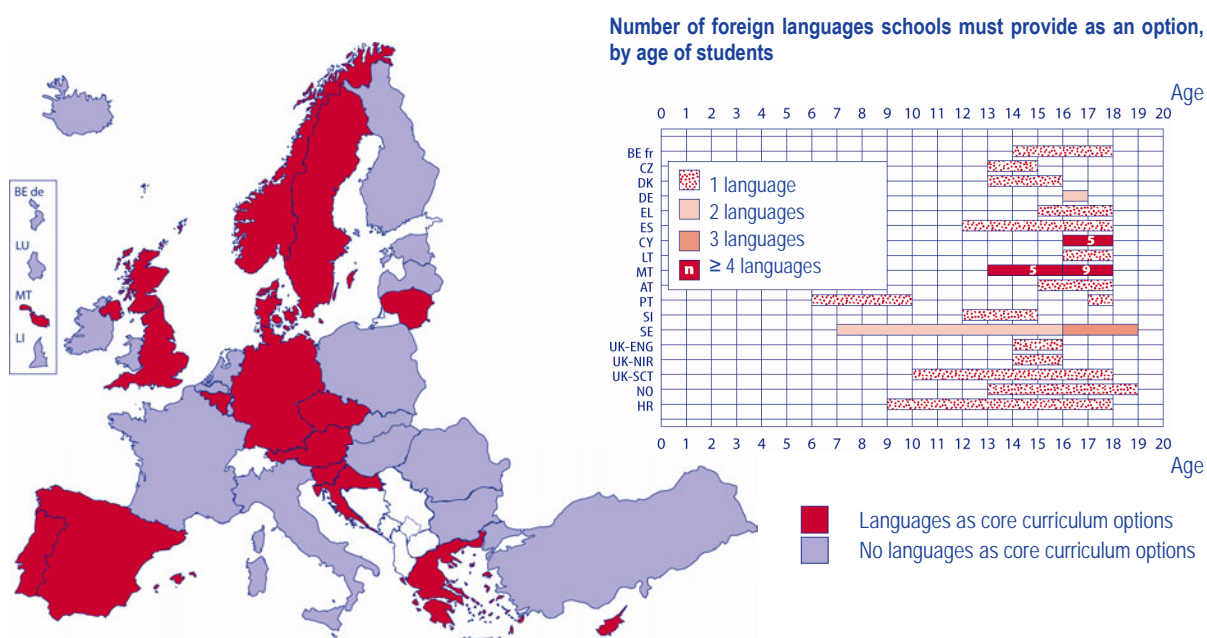 Number of foreign languages schools must provide as an option,
by age of students
Age
0 1 2 3 4 5 6 7 8 9 10 11 12 13 14 15 16 17 18 19 20
BE fr
CZ
DK
DE
EL
ES
CY 5
LT
MT 5 9
AT
PT
SI
SE
UK-ENG
UK-NIR
UK-SCT
NO
HR
1 language
2 languages
3 languages
n ≥ 4 languages
0 1 2 3 4 5 6 7 8 9 10 11 12 13 14 15 16 17 18 19 20
Age
BE de
LU
MT
LI
Languages as core curriculum options
No languages as core curriculum options